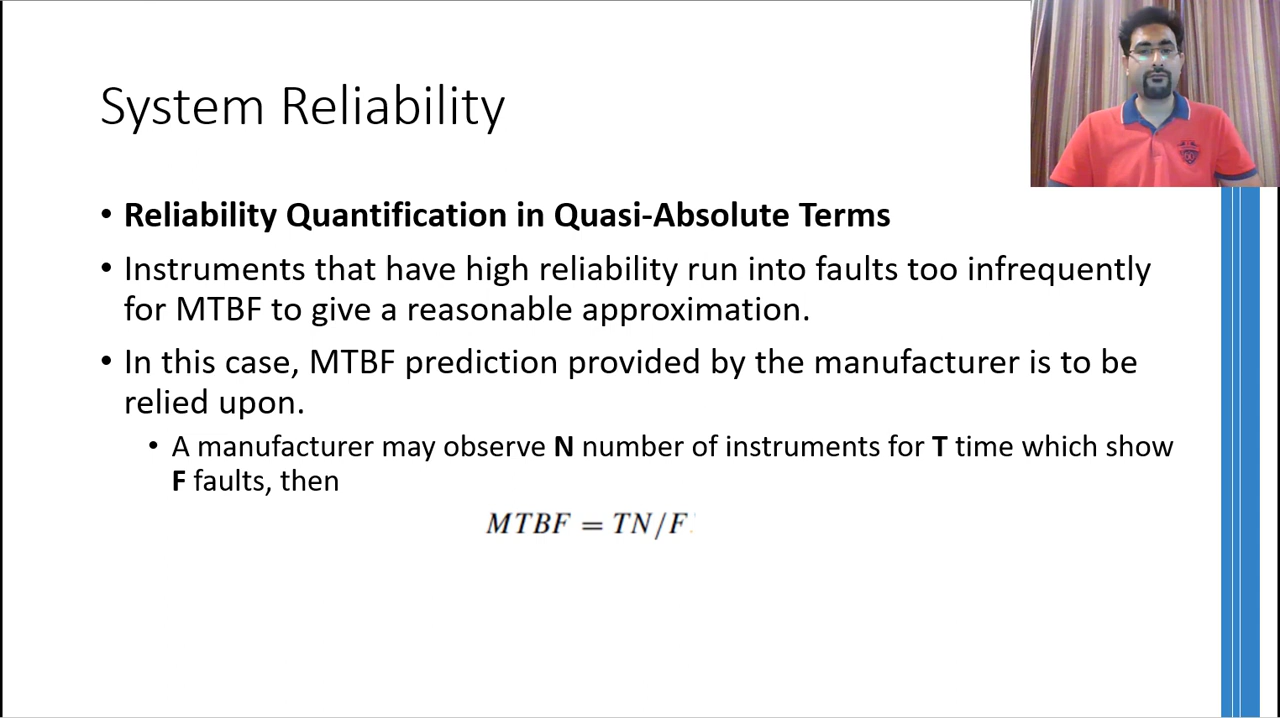 System Reliability
• Reliability Quantification in Quasi-Absolute Terms
• Instruments that have high reliability run into faults too infrequently
for MTBF to give a reasonable approximation.
• In this case, MTBF prediction provided by the manufacturer is to be
relied upon.
• A manufacturer may observe N number of instruments for T time which show
F faults, then
MTBF = TN/F